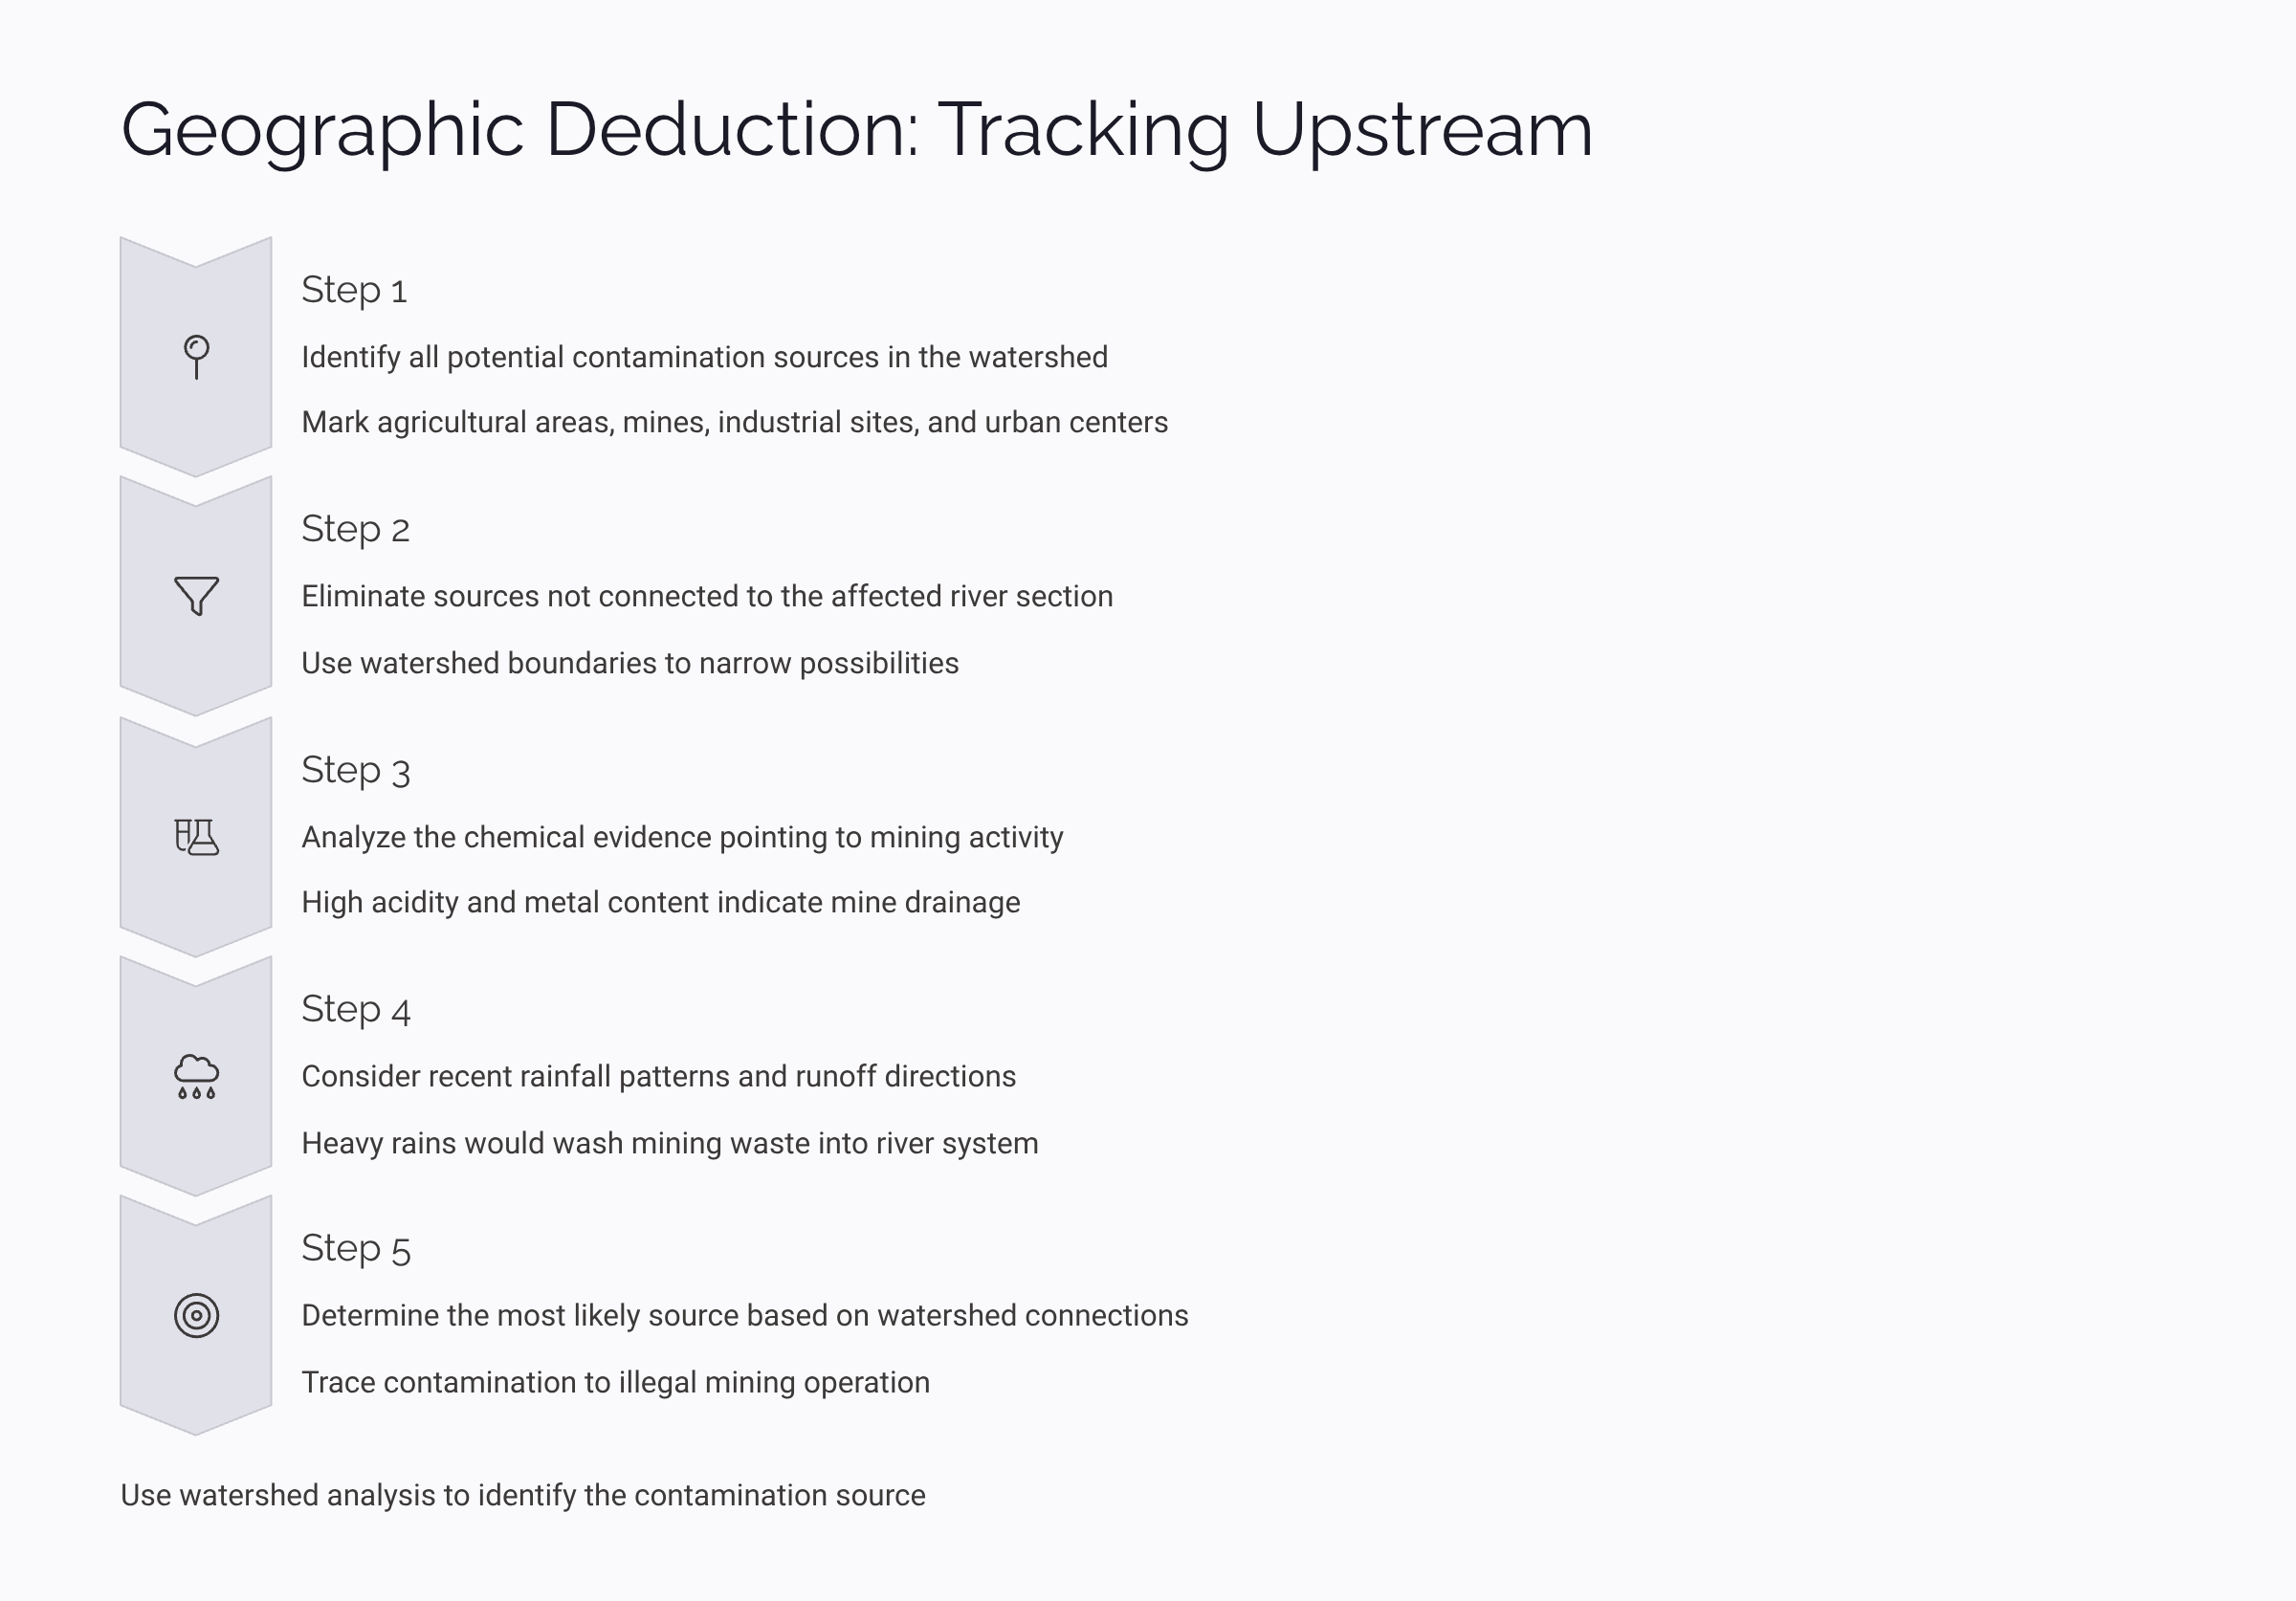 Geographic Deduction: Tracking Upstream
Step 1
Identify all potential contamination sources in the watershed
Mark agricultural areas, mines, industrial sites, and urban centers
Step 2
Eliminate sources not connected to the affected river section
Use watershed boundaries to narrow possibilities
Step 3
Analyze the chemical evidence pointing to mining activity
High acidity and metal content indicate mine drainage
Step 4
Consider recent rainfall patterns and runoff directions
Heavy rains would wash mining waste into river system
Step 5
Determine the most likely source based on watershed connections
Trace contamination to illegal mining operation
Use watershed analysis to identify the contamination source